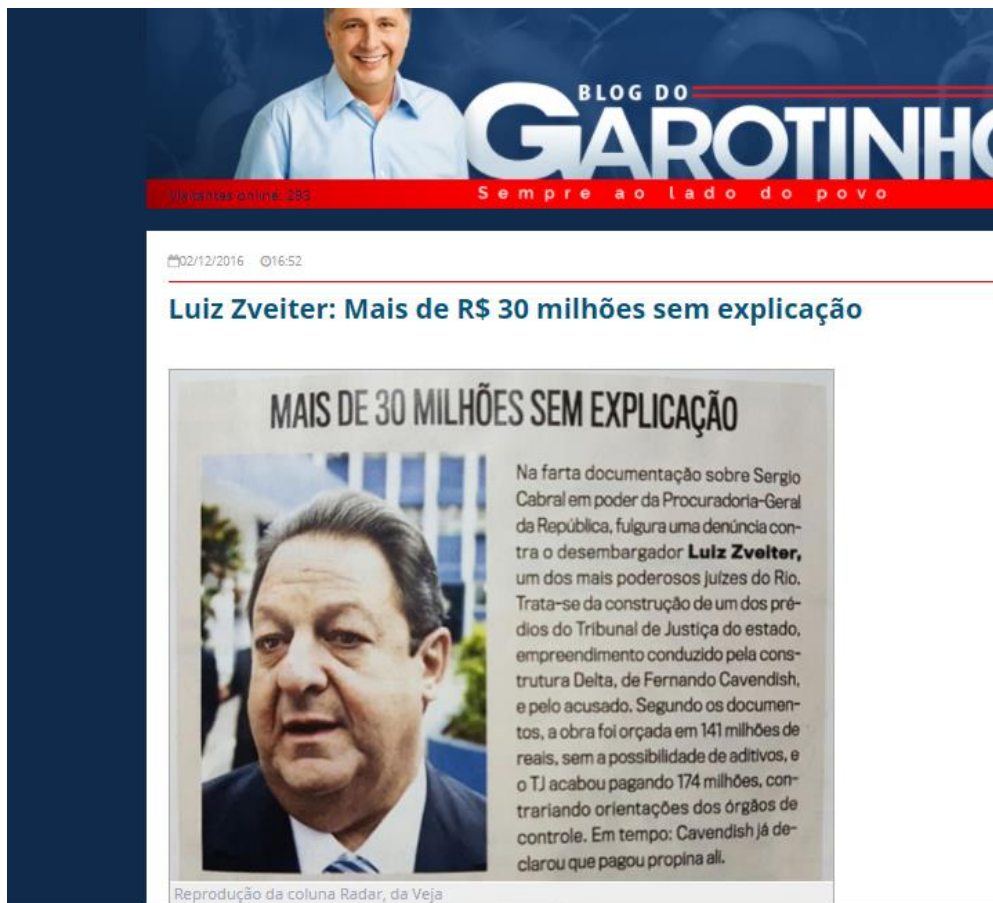 BLOG DO
GAROTINHO
Visitantes online: 293
Sempre ao lado do povo
02/12/2016 16:52
Luiz Zveiter: Mais de R$ 30 milhões sem explicação
MAIS DE 30 MILHÕES SEM EXPLICAÇÃO
Na farta documentação sobre Sergio
Cabral em poder da Procuradoria-Geral
da República, fulgura uma denúncia con-
tra o desembargador Luiz Zveiter,
um dos mais poderosos juízes do Rio.
Trata-se da construção de um dos pré-
dios do Tribunal de Justiça do estado,
empreendimento conduzido pela cons-
trutura Delta, de Fernando Cavendish,
e pelo acusado. Segundo os documen-
tos, a obra foi orçada em 141 milhões de
reais, sem a possibilidade de aditivos, e
o TJ acabou pagando 174 milhões, con-
trariando orientações dos órgãos de
controle. Em tempo: Cavendish já de-
clarou que pagou propina ali.
Reprodução da coluna Radar, da Veja